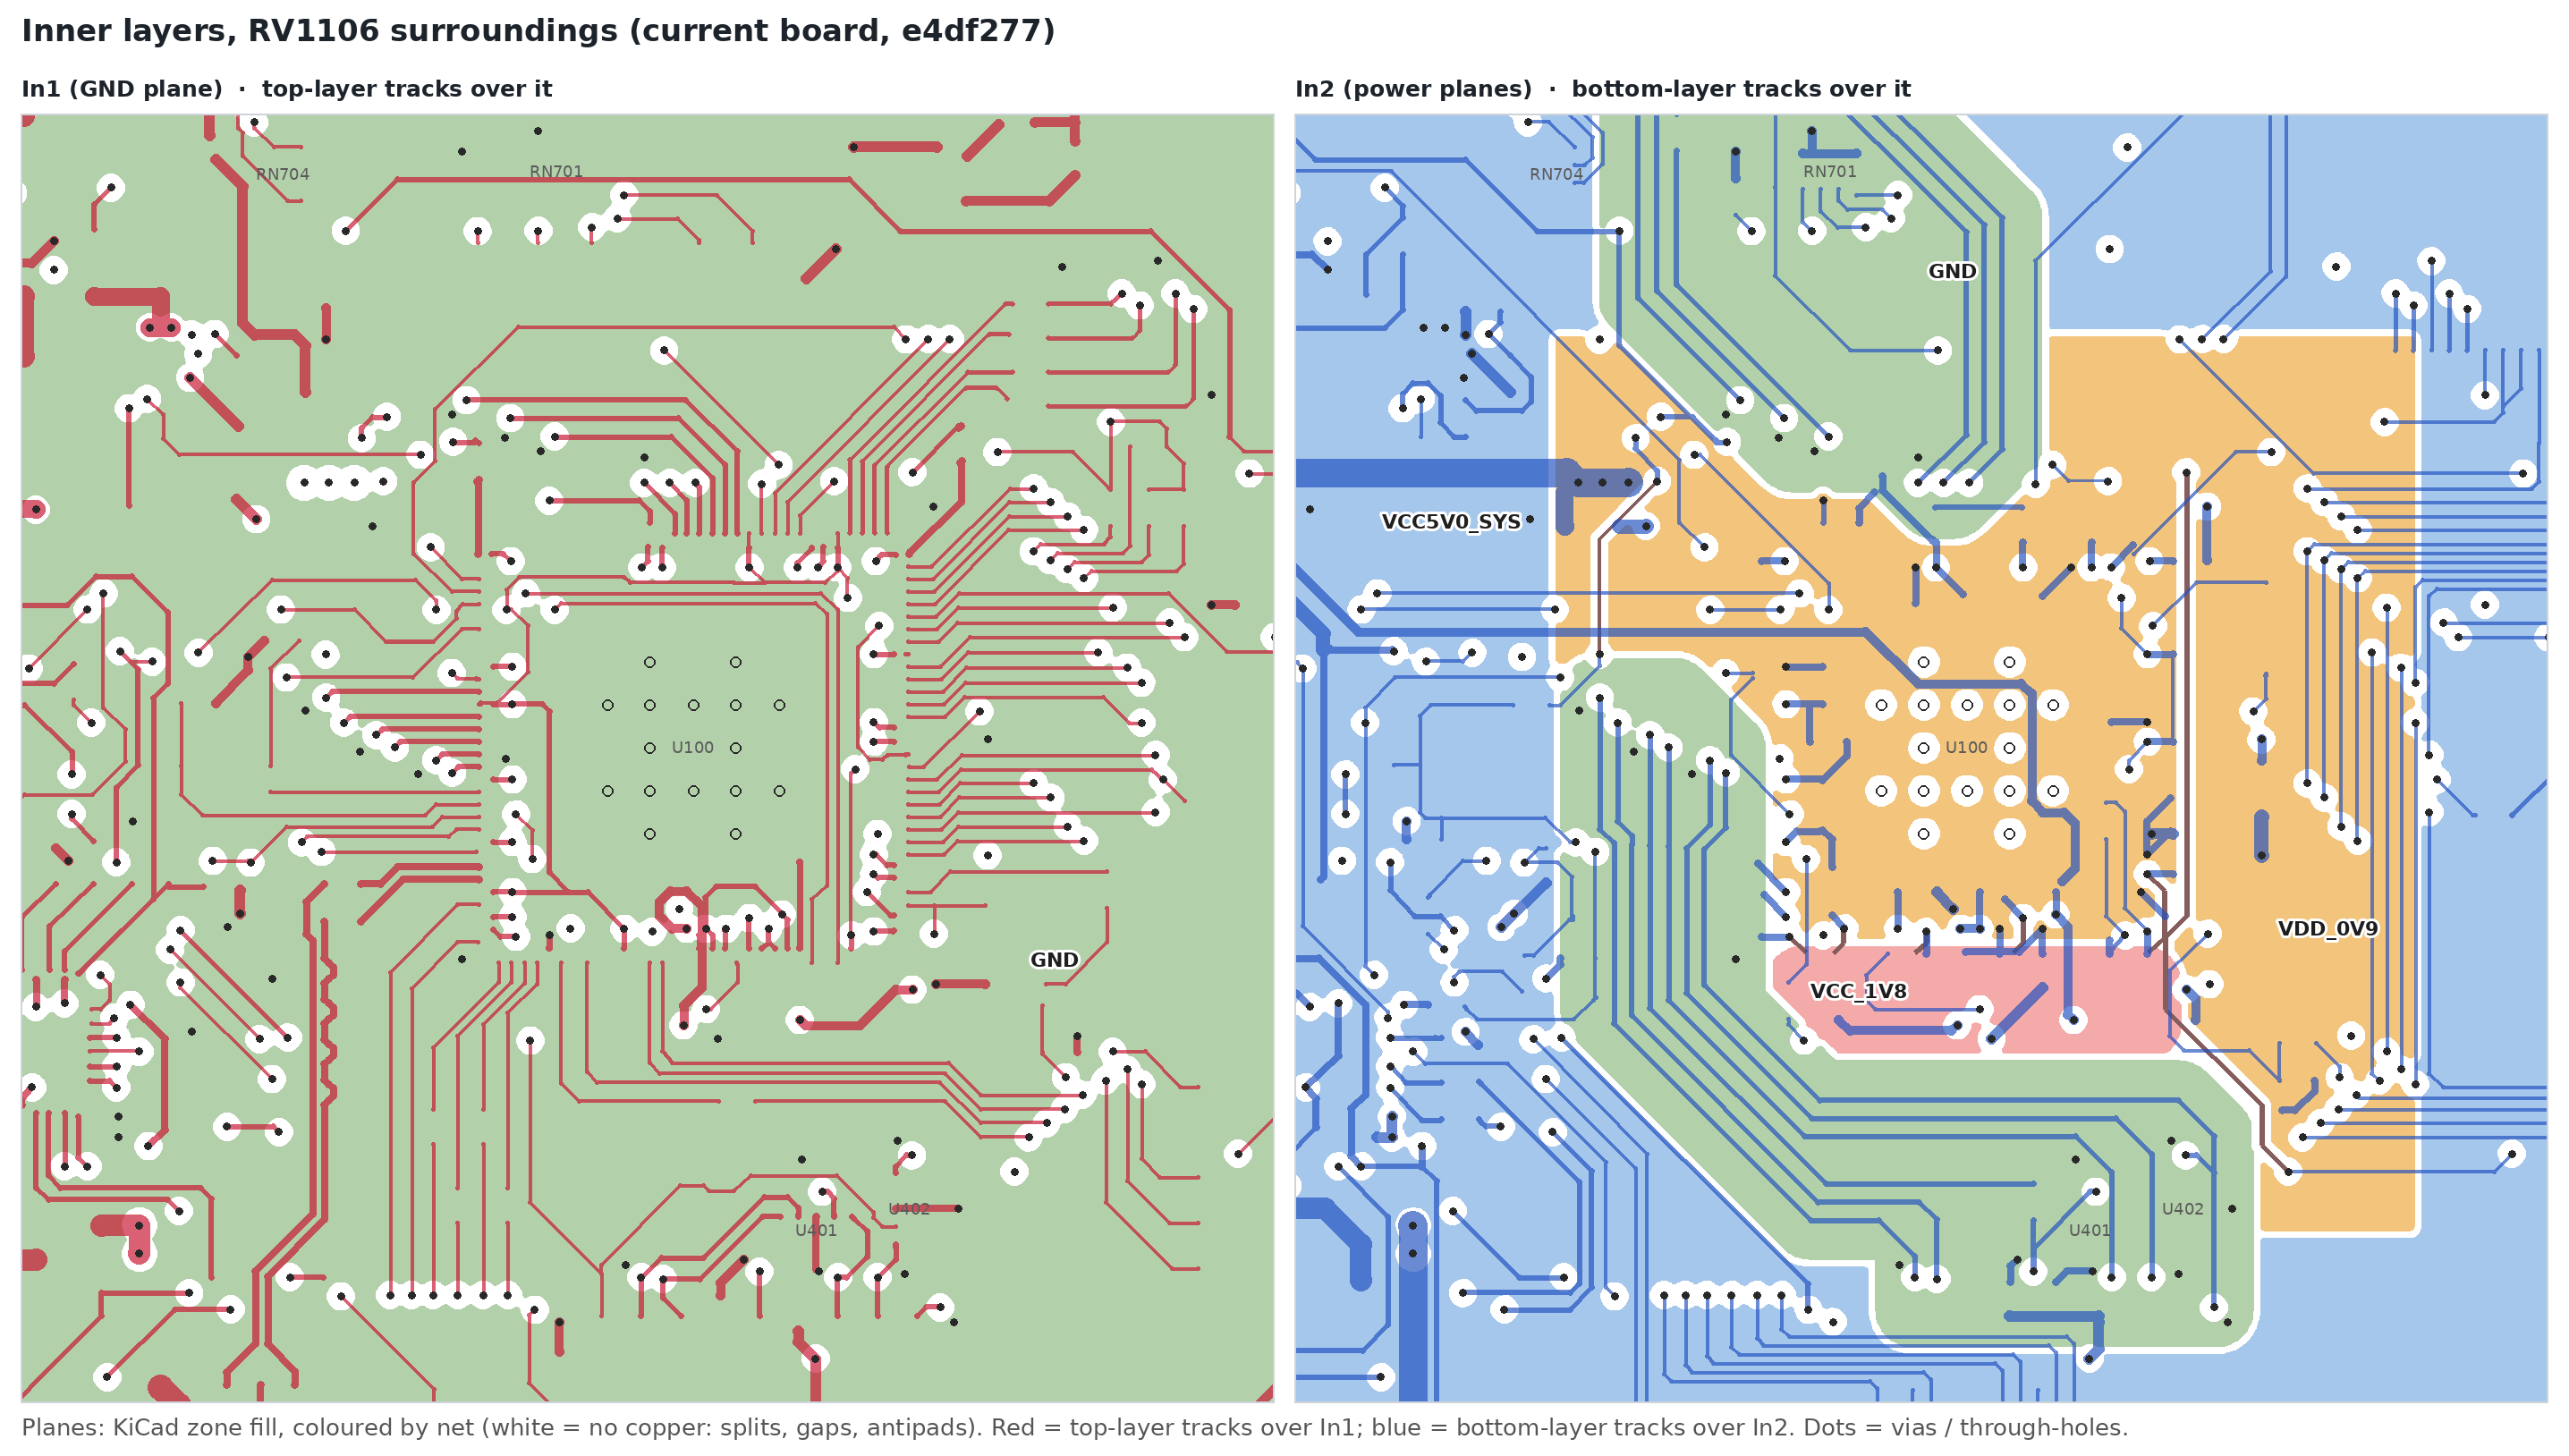 Inner layers, RV1106 surroundings (current board, e4df277)
In1 (GND plane)  ·  top-layer tracks over it
In2 (power planes)  ·  bottom-layer tracks over it
RN704
RN701
U100
GND
U402
U401
RN704
RN701
GND
VCC5V0_SYS
U100
VDD_0V9
VCC_1V8
U402
U401
Planes: KiCad zone fill, coloured by net (white = no copper: splits, gaps, antipads). Red = top-layer tracks over In1; blue = bottom-layer tracks over In2. Dots = vias / through-holes.